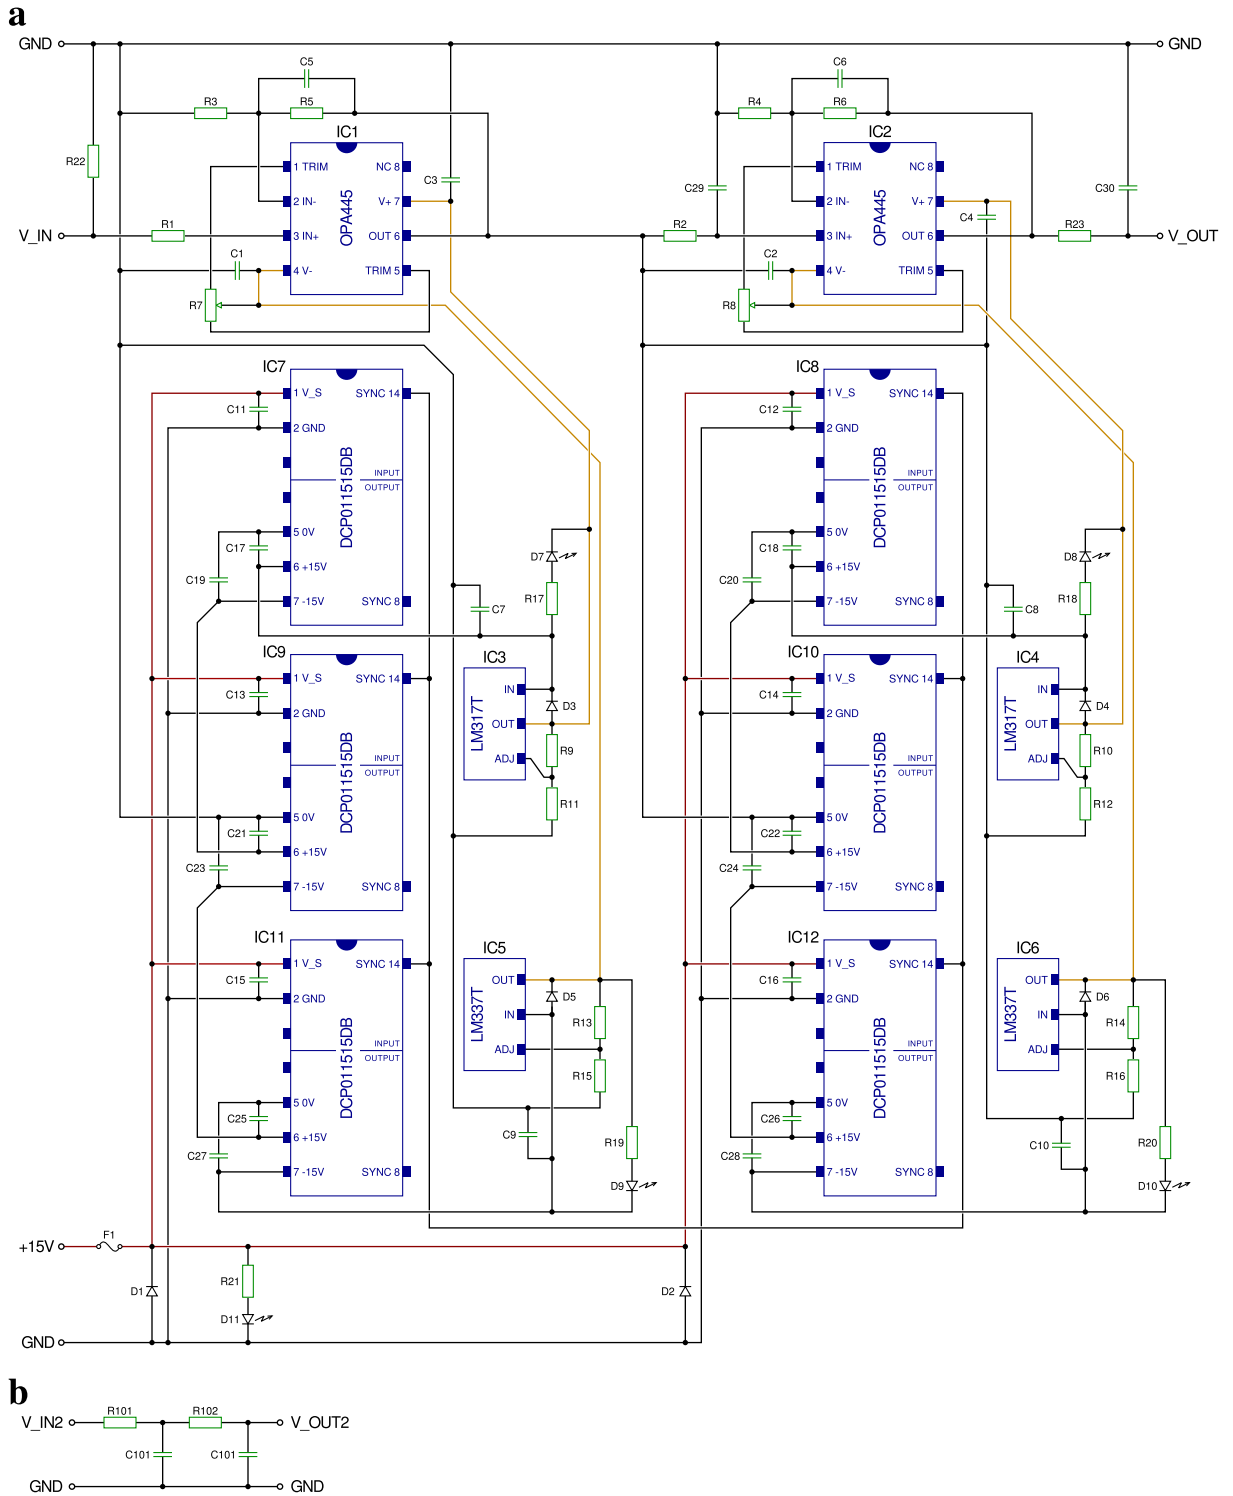 a
GND
GND
C5
C6
R3
R5
R4
R6
IC1
IC2
R22
1 TRIM
NC 8
1 TRIM
NC 8
C3
C29
C30
2 IN-
V+ 7
2 IN-
V+ 7
C4
OPA445
OPA445
V_IN
R1
3 IN+
OUT 6
R2
3 IN+
OUT 6
R23
V_OUT
C1
4 V-
TRIM 5
C2
4 V-
TRIM 5
R7
R8
IC7
IC8
1 V_S
SYNC 14
1 V_S
SYNC 14
C11
C12
2 GND
2 GND
DCP011515DB
DCP011515DB
INPUT
OUTPUT
INPUT
OUTPUT
5 0V
5 0V
C17
C18
D7
D8
6 +15V
6 +15V
C19
C20
R17
R18
7 -15V
SYNC 8
7 -15V
SYNC 8
C7
C8
IC9
IC3
IC10
IC4
1 V_S
SYNC 14
IN
1 V_S
SYNC 14
IN
C13
D3
C14
D4
2 GND
OUT
2 GND
OUT
LM317T
LM317T
DCP011515DB
DCP011515DB
R9
R10
INPUT
OUTPUT
ADJ
INPUT
OUTPUT
ADJ
R11
R12
5 0V
5 0V
C21
C22
6 +15V
6 +15V
C23
C24
7 -15V
SYNC 8
7 -15V
SYNC 8
IC11
IC5
IC12
IC6
1 V_S
SYNC 14
OUT
1 V_S
SYNC 14
OUT
C15
D5
C16
D6
2 GND
IN
2 GND
IN
LM337T
LM337T
R13
R14
DCP011515DB
DCP011515DB
INPUT
OUTPUT
ADJ
INPUT
OUTPUT
ADJ
R15
R16
5 0V
5 0V
C25
C26
6 +15V
C9
R19
6 +15V
C10
R20
C27
C28
7 -15V
SYNC 8
7 -15V
SYNC 8
D9
D10
+15V
F1
R21
D1
D2
D11
GND
b
V_IN2
R101
R102
V_OUT2
C101
C101
GND
GND